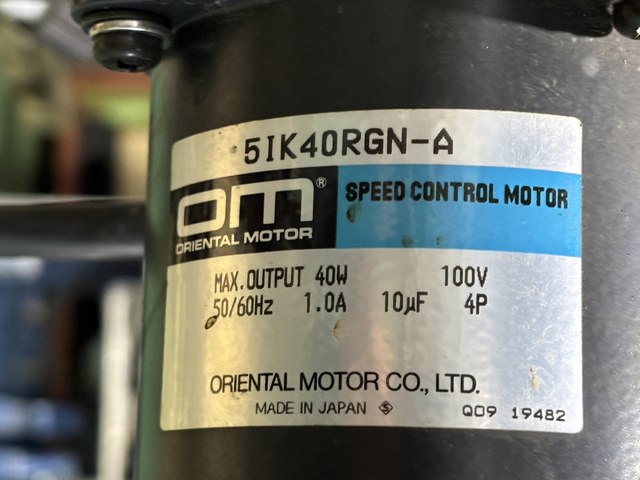 5IK40RGN-A
om®
ORIENTAL MOTOR
SPEED CONTROL MOTOR
MAX.OUTPUT 40W 100V
50/60Hz 1.0A 10μF 4P
ORIENTAL MOTOR CO., LTD.
MADE IN JAPAN S
Q09 19482